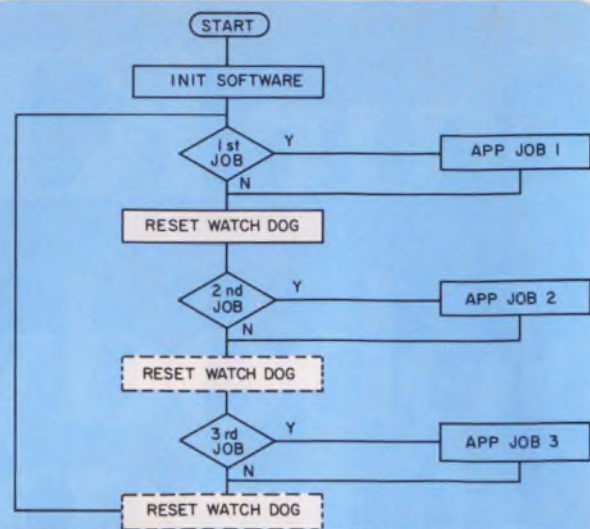 START
INIT SOFTWARE
1st
JOB
Y
APP JOB 1
N
RESET WATCH DOG
2nd
JOB
Y
APP JOB 2
N
RESET WATCH DOG
3rd
JOB
Y
APP JOB 3
N
RESET WATCH DOG